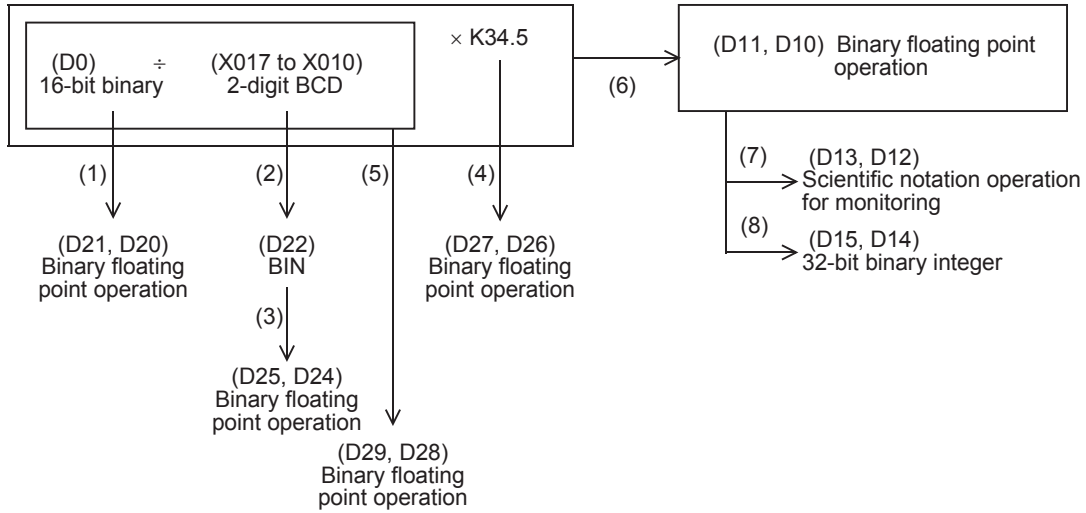 (D0) ÷ (X017 to X010) × K34.5
16-bit binary 2-digit BCD
(D11, D10) Binary floating point
operation
(6)
(1)
(2)
(5)
(4)
(7)
(D13, D12)
Scientific notation operation
for monitoring
(8)
(D15, D14)
32-bit binary integer
(D21, D20)
Binary floating
point operation
(D22)
BIN
(D27, D26)
Binary floating
point operation
(3)
(D25, D24)
Binary floating
point operation
(D29, D28)
Binary floating
point operation